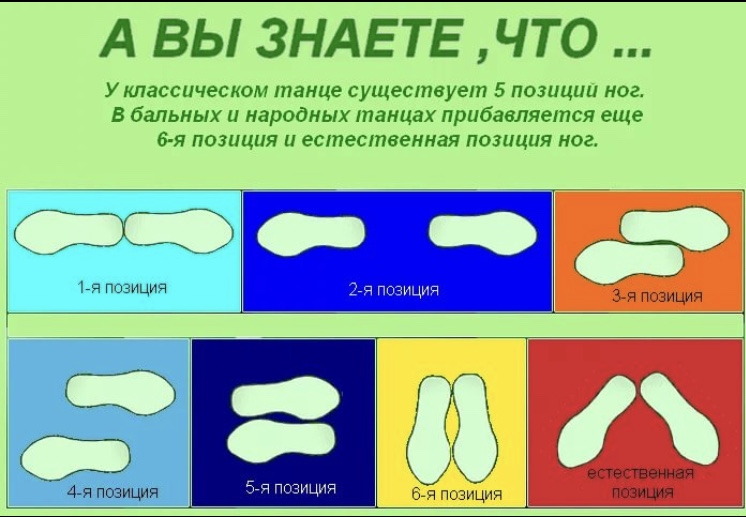 А ВЫ ЗНАЕТЕ ,ЧТО ...
У классическом танце существует 5 позиций ног.
В бальных и народных танцах прибавляется еще
6-я позиция и естественная позиция ног.
1-я позиция
2-я позиция
3-я позиция
4-я позиция
5-я позиция
6-я позиция
естественная
позиция